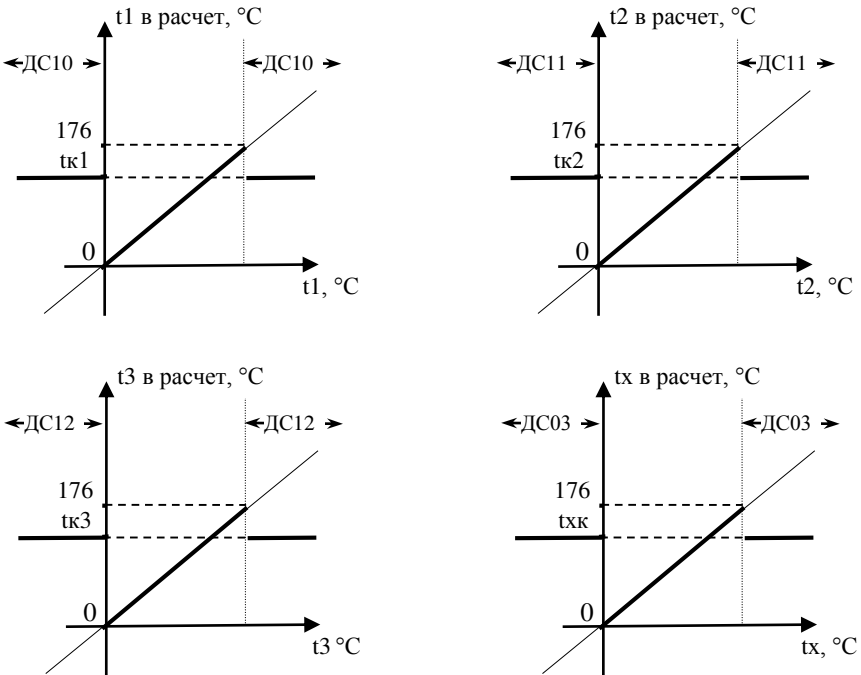 t1 в расчет, °С
ДС10
ДС10
176
tк1
0
t1, °С
t2 в расчет, °С
ДС11
ДС11
176
tк2
0
t2, °С
t3 в расчет, °С
ДС12
ДС12
176
tк3
0
t3 °С
tх в расчет, °С
ДС03
ДС03
176
tхк
0
tх, °С